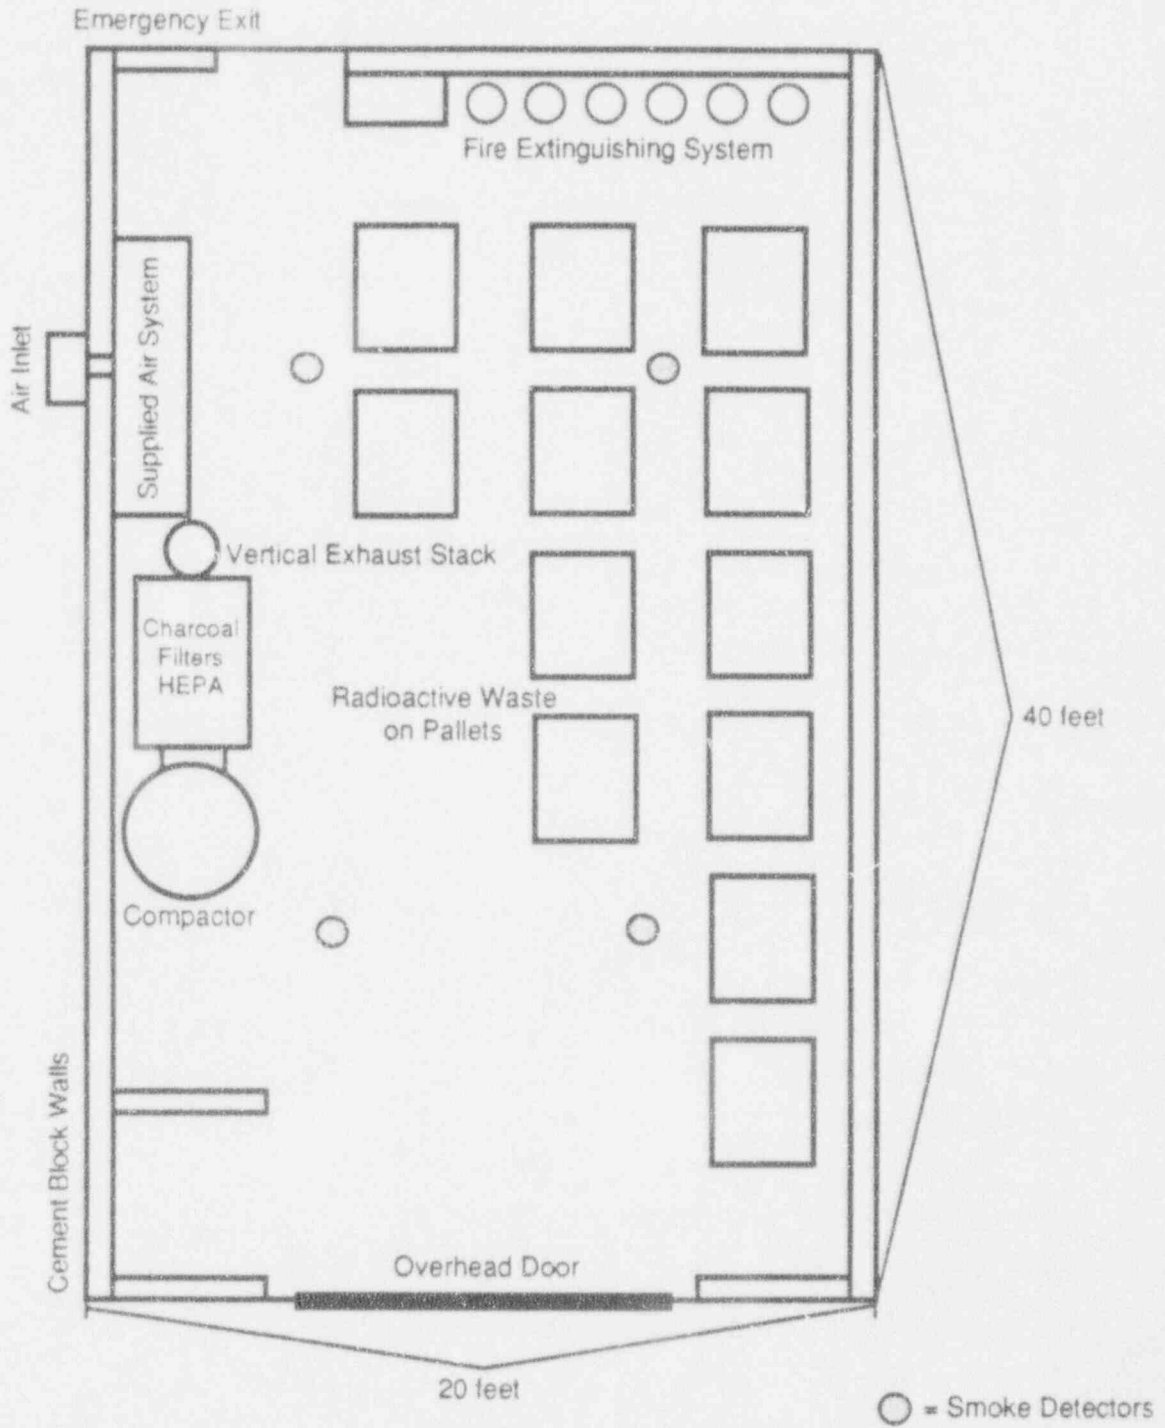 Emergency Exit
Fire Extinguishing System
Supplied Air System
Air Inlet
Vertical Exhaust Stack
Charcoal
Filters
HEPA
Radioactive Waste
on Pallets
40 feet
Compactor
Cement Block Walls
Overhead Door
20 feet
= Smoke Detectors